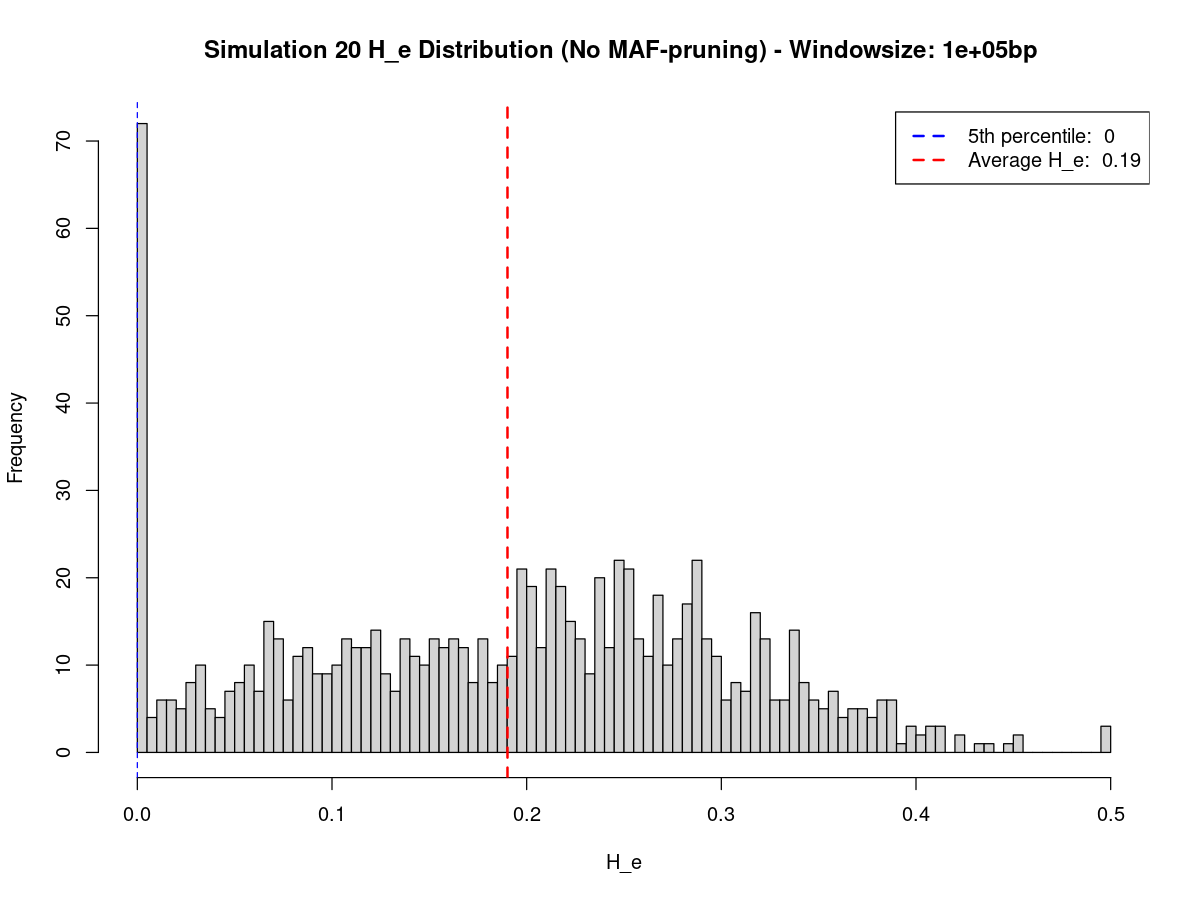 Simulation 20 H_e Distribution (No MAF-pruning) - Windowsize: 1e+05bp
5th percentile: 0
Average H_e: 0.19
70
60
50
40
30
20
10
0
Frequency
0.0 0.1 0.2 0.3 0.4 0.5
H_e